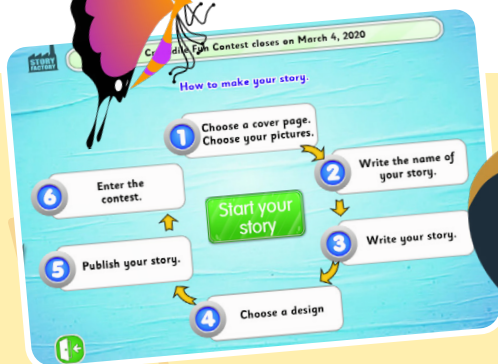 STORY
FACTORY
Crocodile Fun Contest closes on March 4, 2020
How to make your story.
1
Choose a cover page.
Choose your pictures.
2
Write the name of
your story.
3
Write your story.
4
Choose a design
5
Publish your story.
6
Enter the
contest.
Start your
story